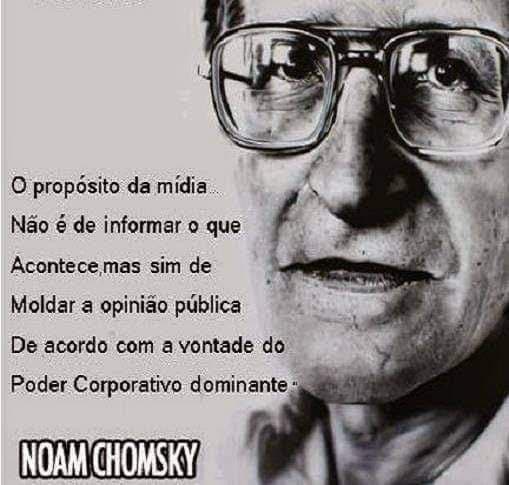 O propósito da mídia...
Não é de informar o que
Acontece,mas sim de
Moldar a opinião pública
De acordo com a vontade do
Poder Corporativo dominante "
NOAM CHOMSKY